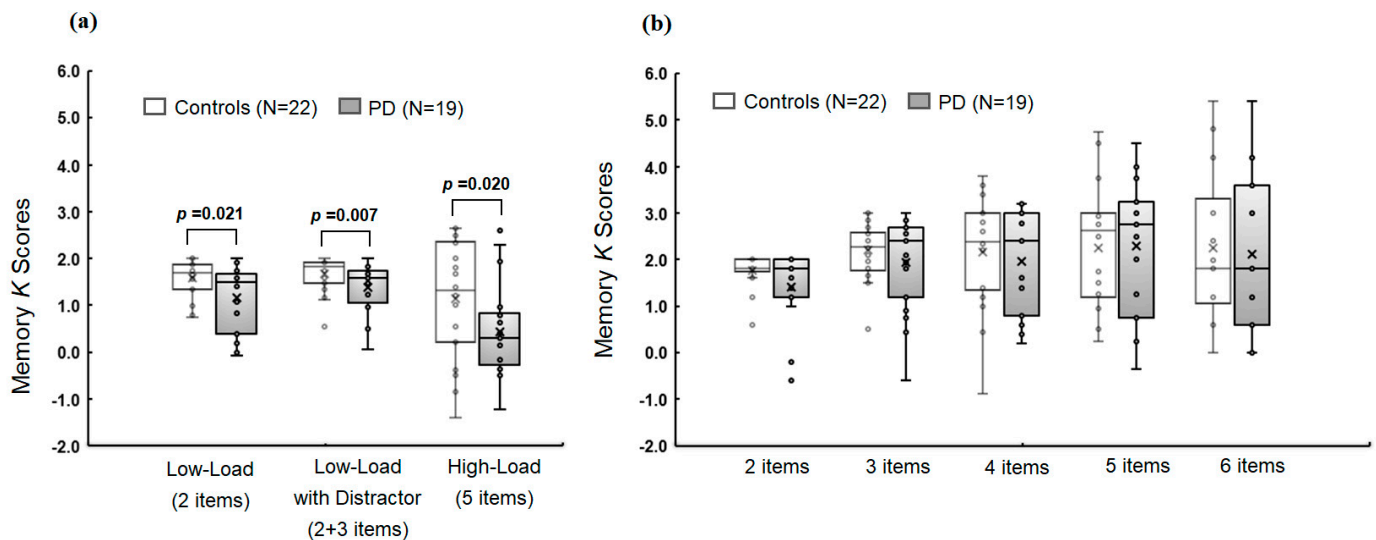 (a)
6.0
5.0
4.0
3.0
2.0
1.0
0.0
-1.0
-2.0
Memory K Scores
Controls (N=22)
PD (N=19)
p =0.021
p =0.007
p =0.020
Low-Load
(2 items)
Low-Load
with Distractor
(2+3 items)
High-Load
(5 items)
(b)
6.0
5.0
4.0
3.0
2.0
1.0
0.0
-1.0
-2.0
Memory K Scores
Controls (N=22)
PD (N=19)
2 items
3 items
4 items
5 items
6 items